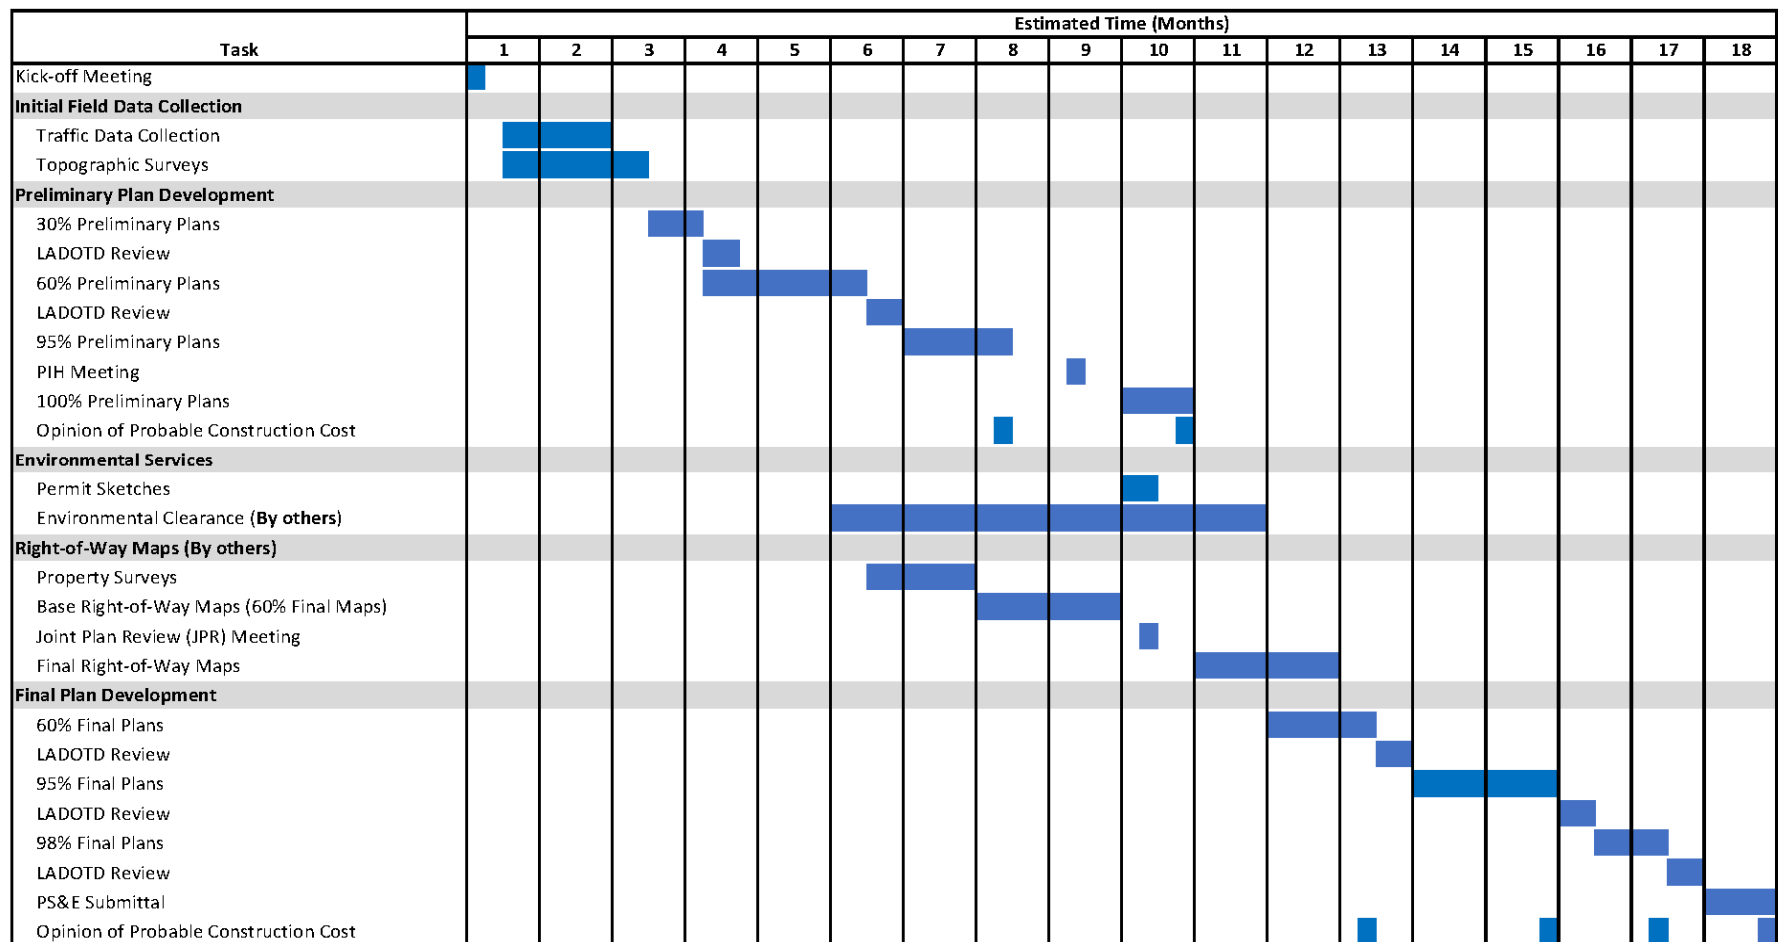 Estimated Time (Months)
Task 1 2 3 4 5 6 7 8 9 10 11 12 13 14 15 16 17 18
Kick-off Meeting
Initial Field Data Collection
Traffic Data Collection
Topographic Surveys
Preliminary Plan Development
30% Preliminary Plans
LADOTD Review
60% Preliminary Plans
LADOTD Review
95% Preliminary Plans
PIH Meeting
100% Preliminary Plans
Opinion of Probable Construction Cost
Environmental Services
Permit Sketches
Environmental Clearance (By others)
Right-of-Way Maps (By others)
Property Surveys
Base Right-of-Way Maps (60% Final Maps)
Joint Plan Review (JPR) Meeting
Final Right-of-Way Maps
Final Plan Development
60% Final Plans
LADOTD Review
95% Final Plans
LADOTD Review
98% Final Plans
LADOTD Review
PS&E Submittal
Opinion of Probable Construction Cost